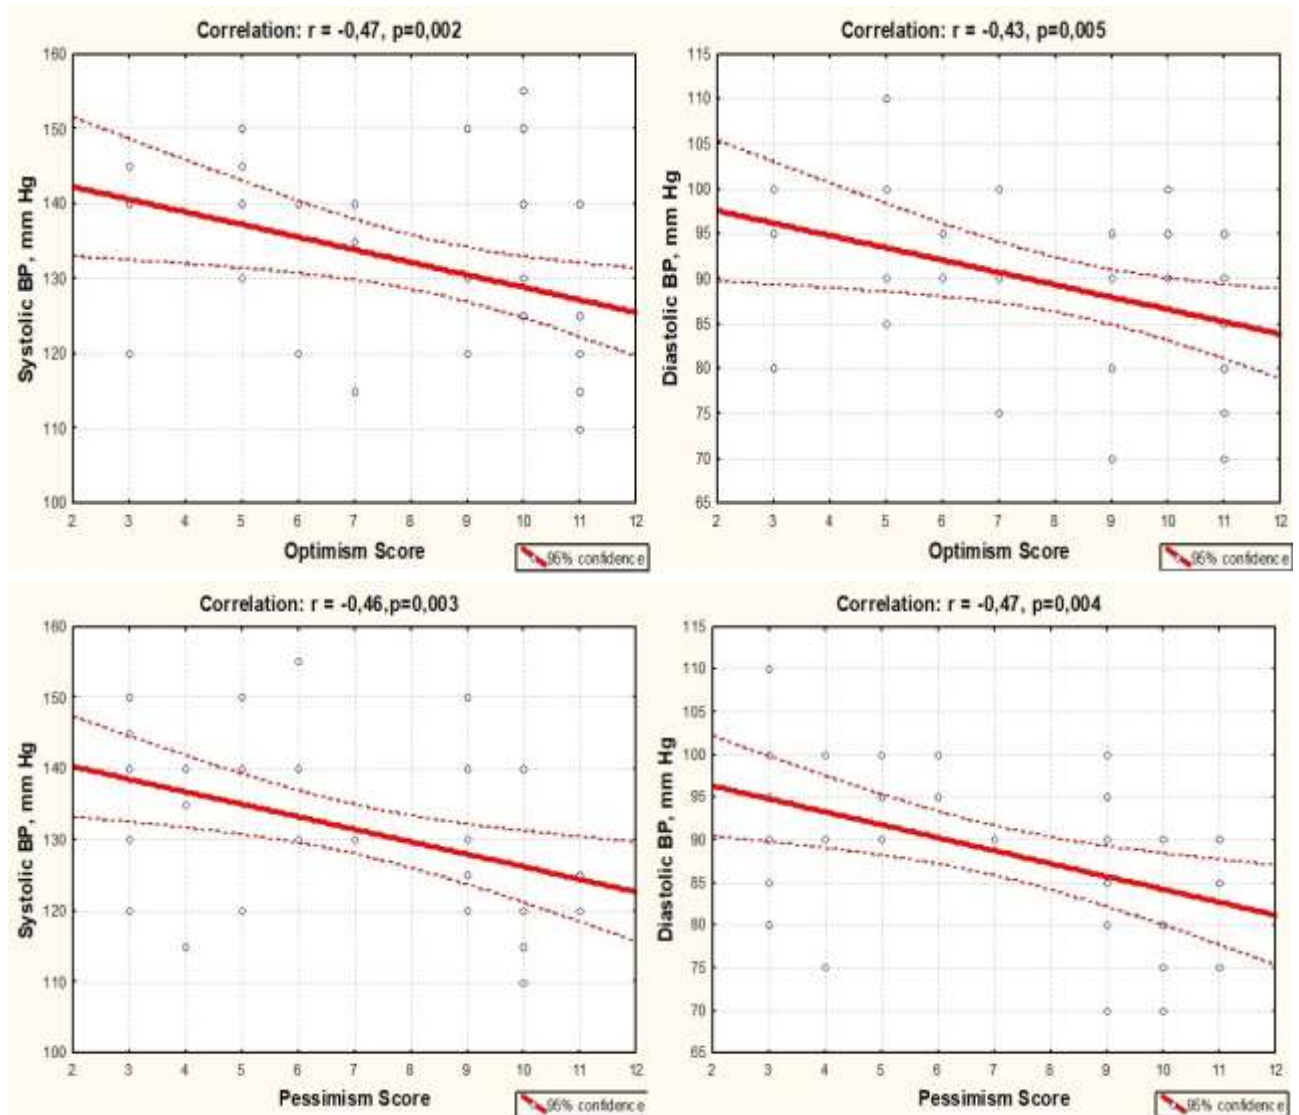 Correlation: r = -0,47, p=0,002
160
150
140
130
120
110
100
Systolic BP, mm Hg
2 3 4 5 6 7 8 9 10 11 12
Optimism Score
95% confidence
Correlation: r = -0,43, p=0,005
115
110
105
100
95
90
85
80
75
70
65
Diastolic BP, mm Hg
2 3 4 5 6 7 8 9 10 11 12
Optimism Score
95% confidence
Correlation: r = -0,46,p=0,003
160
150
140
130
120
110
100
Systolic BP, mm Hg
2 3 4 5 6 7 8 9 10 11 12
Pessimism Score
95% confidence
Correlation: r = -0,47, p=0,004
115
110
105
100
95
90
85
80
75
70
65
Diastolic BP, mm Hg
2 3 4 5 6 7 8 9 10 11 12
Pessimism Score
95% confidence